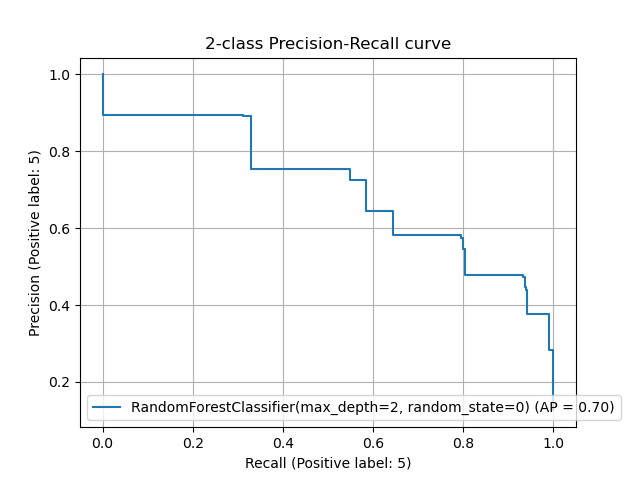 2-class Precision-Recall curve
1.0
0.8
0.6
0.4
0.2
Precision (Positive label: 5)
RandomForestClassifier(max_depth=2, random_state=0) (AP = 0.70)
0.0 0.2 0.4 0.6 0.8 1.0
Recall (Positive label: 5)